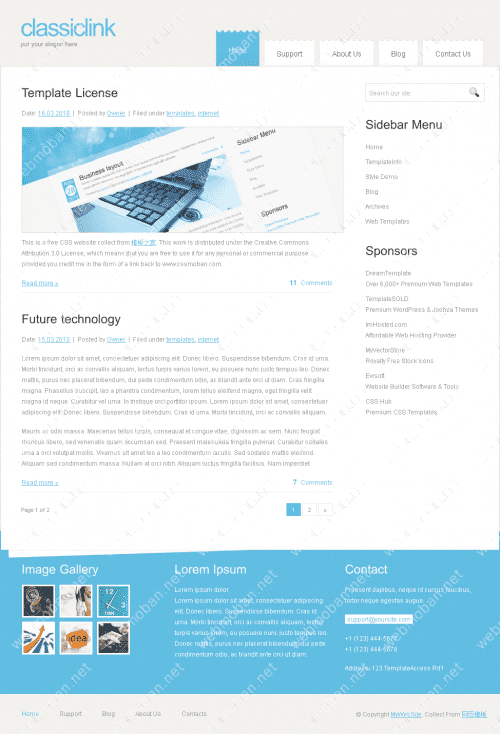 classiclink
put your slogan here
Home
Support
About Us
Blog
Contact Us
Template License
Date: 16.03.2010 | Posted by Owner | Filed under templates, internet
Business layout
Sidebar Menu
Sponsors
This is a free CSS website collect from 模板之家. This work is distributed under the Creative Commons
Attribution 3.0 License, which means that you are free to use it for any personal or commercial purpose
provided you credit me in the form of a link back to www.cssmoban.com
Read more »
11 Comments
Future technology
Date: 15.03.2010 | Posted by Owner | Filed under templates, internet
Lorem ipsum dolor sit amet, consectetuer adipiscing elit. Donec libero. Suspendisse bibendum. Cras id urna.
Morbi tincidunt, orci ac convallis aliquam, lectus turpis varius lorem, eu posuere nunc justo tempus leo. Donec
mattis, purus nec placerat bibendum, dui pede condimentum odio, ac blandit ante orci ut diam. Cras fringilla
magna. Phasellus suscipit, leo a pharetra condimentum, lorem tellus eleifend magna, eget fringilla velit
magna id neque. Curabitur vel urna. In tristique orci porttitor ipsum. Lorem ipsum dolor sit amet, consectetuer
adipiscing elit. Donec libero. Suspendisse bibendum. Cras id urna. Morbi tincidunt, orci ac convallis aliquam.
Mauris ac odio massa. Maecenas tellus turpis, consequat et congue vitae, dignissim ac sem. Nunc feugiat
rhoncus libero, sed venenatis quam accumsan sed. Praesent malesuada fringilla pulvinar. Curabitur sodales
urna a orci volutpat mollis. Vivamus sit amet leo a leo condimentum iaculis. Sed sodales mattis eleifend.
Aliquam sed condimentum massa. Nullam at orci nibh. Aliquam luctus fringilla facilisis. Nam imperdiet
Read more »
7 Comments
Page 1 of 2
1 2 »
Search our site:
Sidebar Menu
Home
TemplateInfo
Style Demo
Blog
Archives
Web Templates
Sponsors
DreamTemplate
Over 6,000+ Premium Web Templates
TemplateSOLD
Premium WordPress & Joomla Themes
ImHosted.com
Affordable Web Hosting Provider
MyVectorStore
Royalty Free Stock Icons
Evrsoft
Website Builder Software & Tools
CSS Hub
Premium CSS Templates
Image Gallery
idea
Lorem Ipsum
Lorem ipsum dolor
Lorem ipsum dolor sit amet, consectetuer adipiscing
elit. Donec libero. Suspendisse bibendum. Cras id
urna. Morbi tincidunt, orci ac convallis aliquam, lectus
turpis varius lorem, eu posuere nunc justo tempus leo.
Donec mattis, purus nec placerat bibendum, dui pede
condimentum odio, ac blandit ante orci ut diam.
Contact
Praesent dapibus, neque id cursus faucibus,
tortor neque egestas augue.
support@yoursite.com
+1 (123) 444-5677
+1 (123) 444-5678
Address: 123 TemplateAccess Rd1
Home
Support
Blog
About Us
Contacts
© Copyright MyWebSite. Collect From 网页模板
webmoban.net